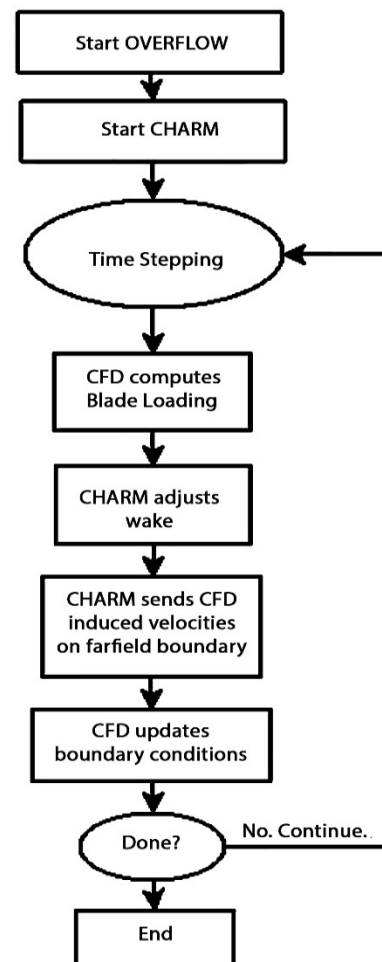 Start OVERFLOW
Start CHARM
Time Stepping
CFD computes
Blade Loading
CHARM adjusts
wake
CHARM sends CFD
induced velocities
on farfield boundary
CFD updates
boundary conditions
Done?
No. Continue.
End